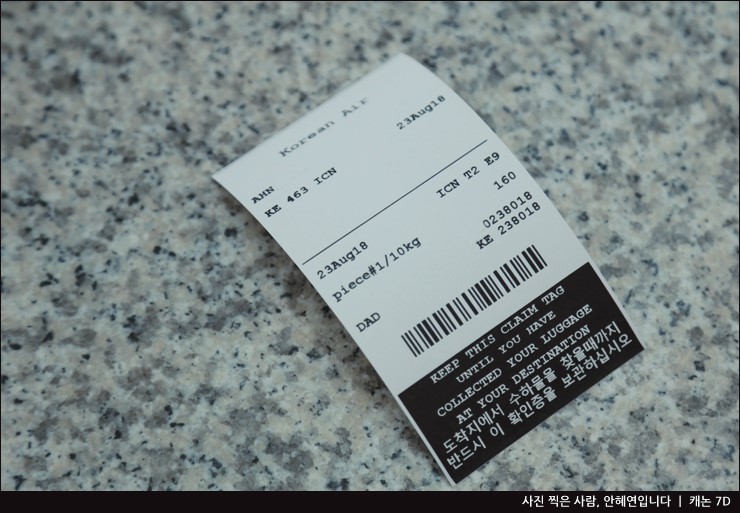 Korean Air
23Aug18
AHN
KE 463 ICN
ICN T2 E9
160
23Aug18
piece#1/10kg
0238018
KE 238018
DAD
KEEP THIS CLAIM TAG
UNTIL YOU HAVE
COLLECTED YOUR LUGGAGE
AT YOUR DESTINATION
도착지에서 수하물을 찾을때까지
반드시 이 확인증을 보관하십시오
사진 찍은 사람, 안혜연입니다 | 캐논 7D